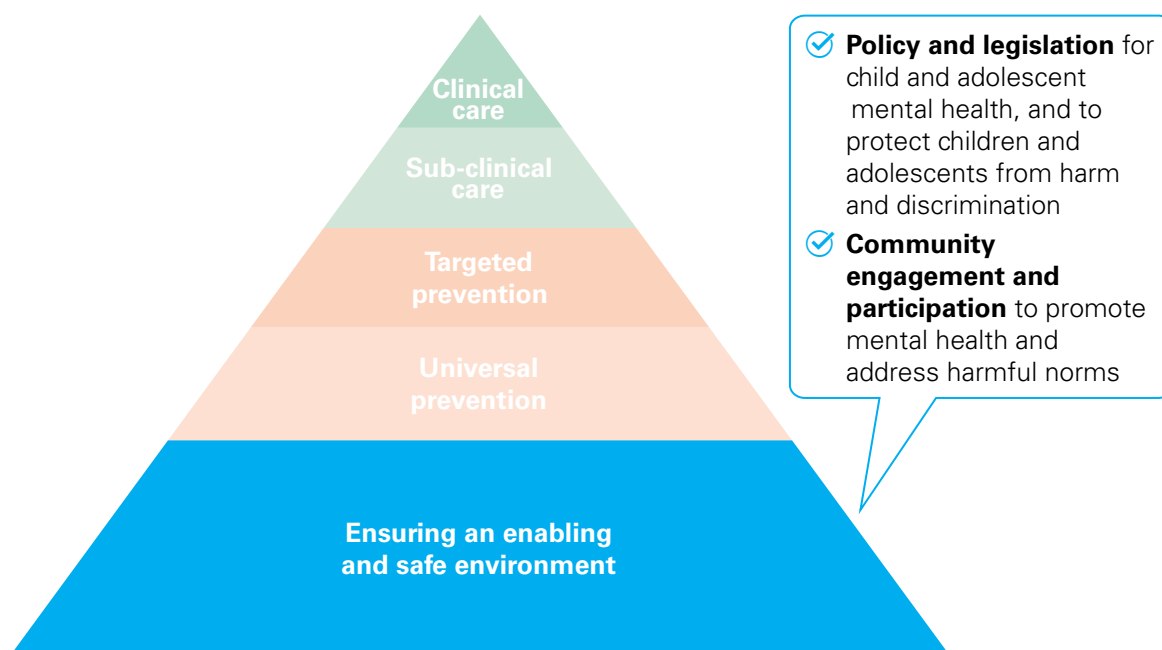 Clinical
care
Sub-clinical
care
Targeted
prevention
Universal
prevention
Ensuring an enabling
and safe environment
Policy and legislation for
child and adolescent
mental health, and to
protect children and
adolescents from harm
and discrimination
Community
engagement and
participation to promote
mental health and
address harmful norms